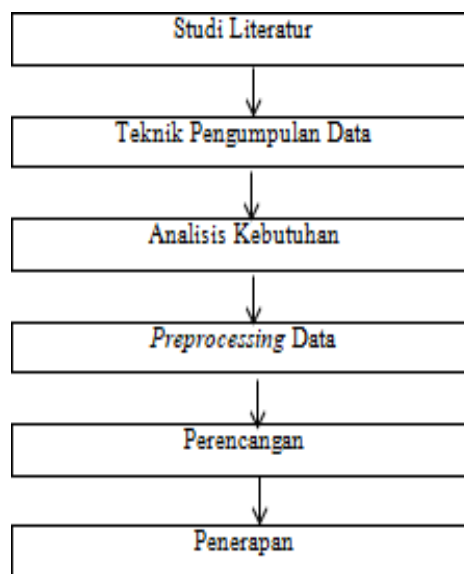 Studi Literatur
Teknik Pengumpulan Data
Analisis Kebutuhan
Preprocessing Data
Perencangan
Penerapan